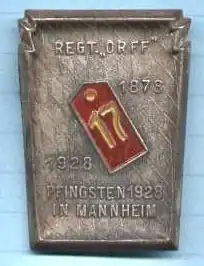 REGT. „ORFF"
1878
17
1928
PFINGSTEN 1928
IN MANNHEIM